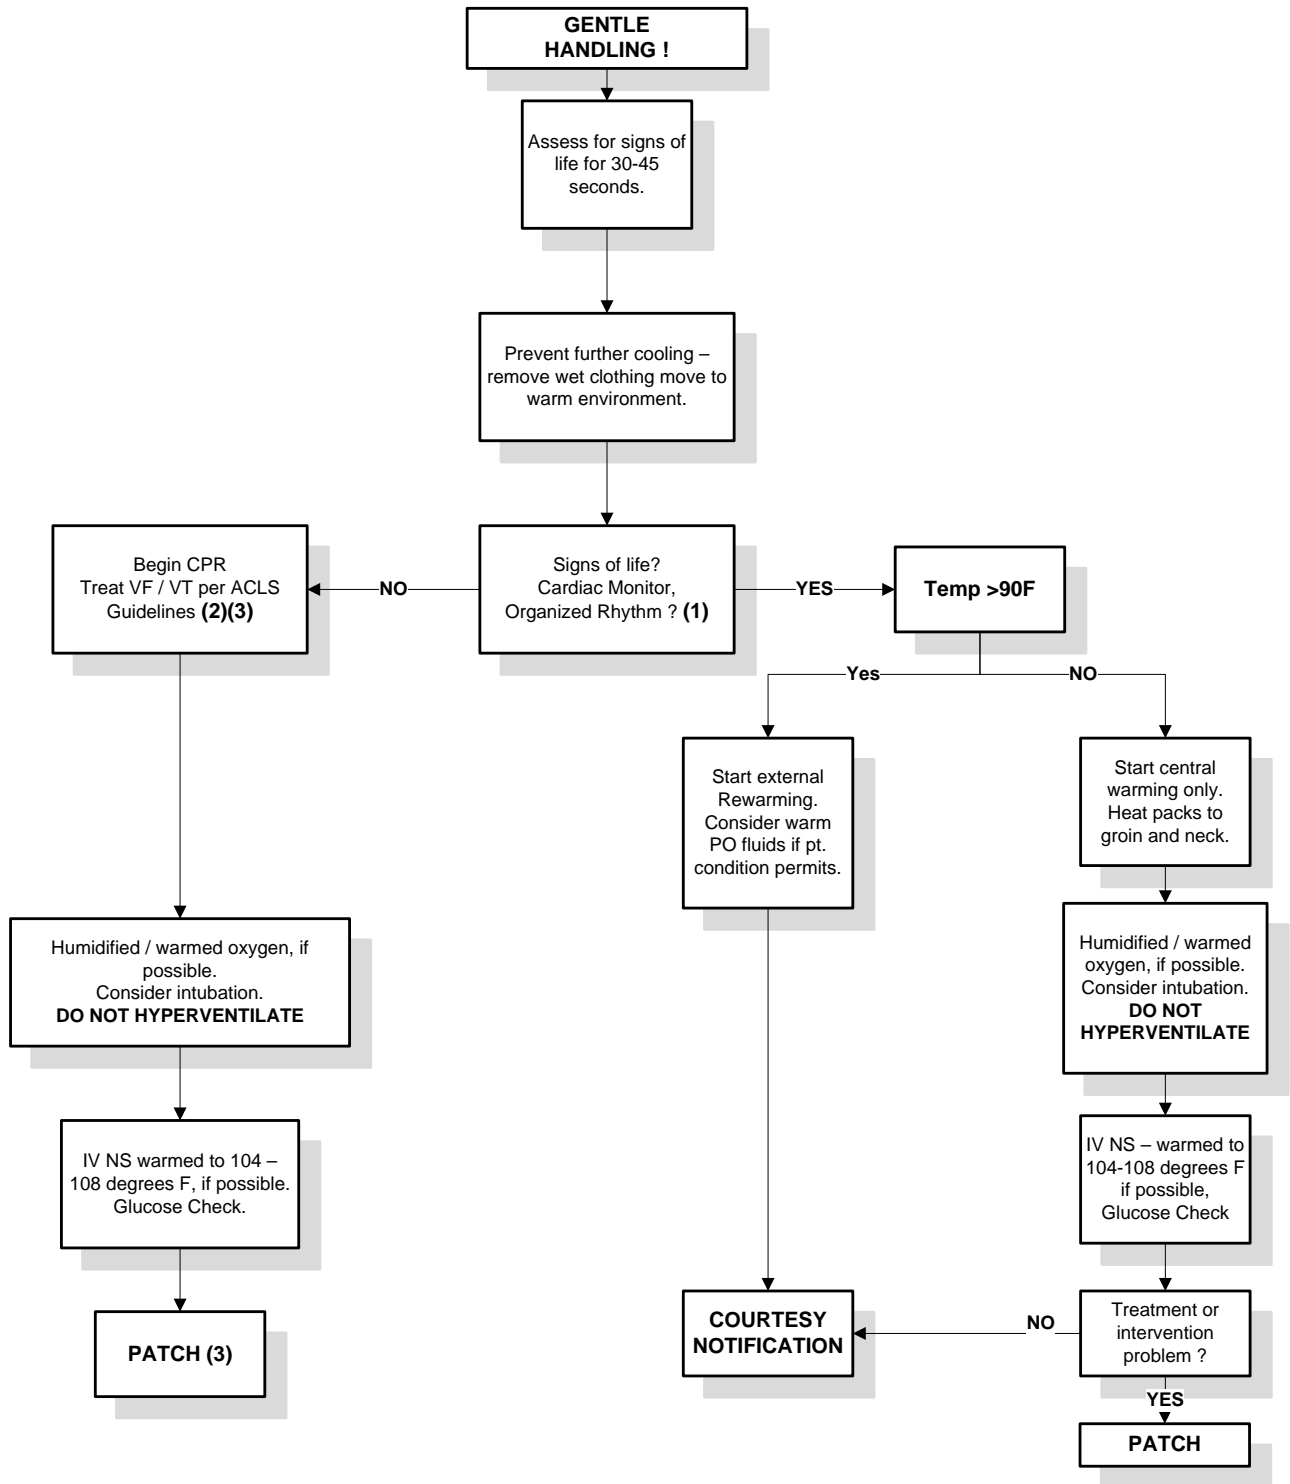 GENTLE
HANDLING !
Assess for signs of
life for 30-45
seconds.
Prevent further cooling –
remove wet clothing move to
warm environment.
Begin CPR
Treat VF / VT per ACLS
Guidelines (2)(3)
NO
Signs of life?
Cardiac Monitor,
Organized Rhythm ? (1)
YES
Temp >90F
Yes
NO
Start external
Rewarming.
Consider warm
PO fluids if pt.
condition permits.
Start central
warming only.
Heat packs to
groin and neck.
Humidified / warmed oxygen, if
possible.
Consider intubation.
DO NOT HYPERVENTILATE
Humidified / warmed
oxygen, if possible.
Consider intubation.
DO NOT
HYPERVENTILATE
IV NS warmed to 104 –
108 degrees F, if possible.
Glucose Check.
IV NS – warmed to
104-108 degrees F
if possible,
Glucose Check
PATCH (3)
COURTESY
NOTIFICATION
NO
Treatment or
intervention
problem ?
YES
PATCH